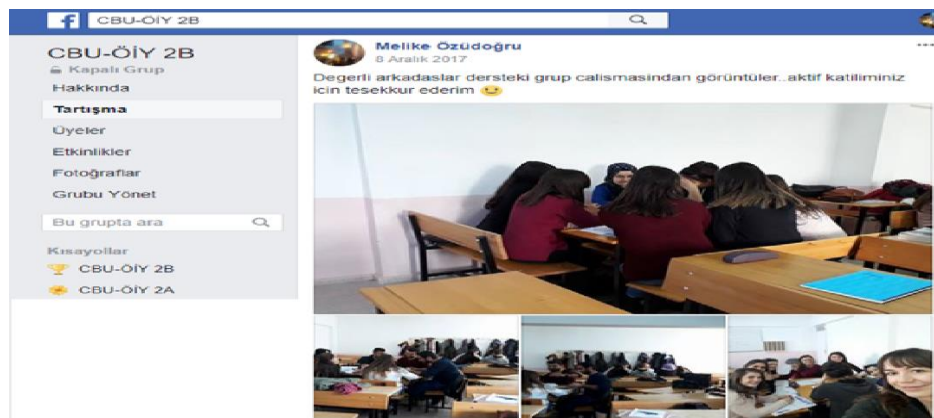 CBU-ÖİY 2B
CBU-ÖİY 2B
Kapalı Grup
Hakkında
Tartışma
Üyeler
Etkinlikler
Fotoğraflar
Grubu Yönet
Bu grupta ara
Kısayollar
CBU-ÖİY 2B
CBU-ÖİY 2A
Melike Özüdoğru
8 Aralık 2017
Degerli arkadaslar dersteki grup calismasindan görüntüler..aktif katiliminiz
icin tesekkur ederim